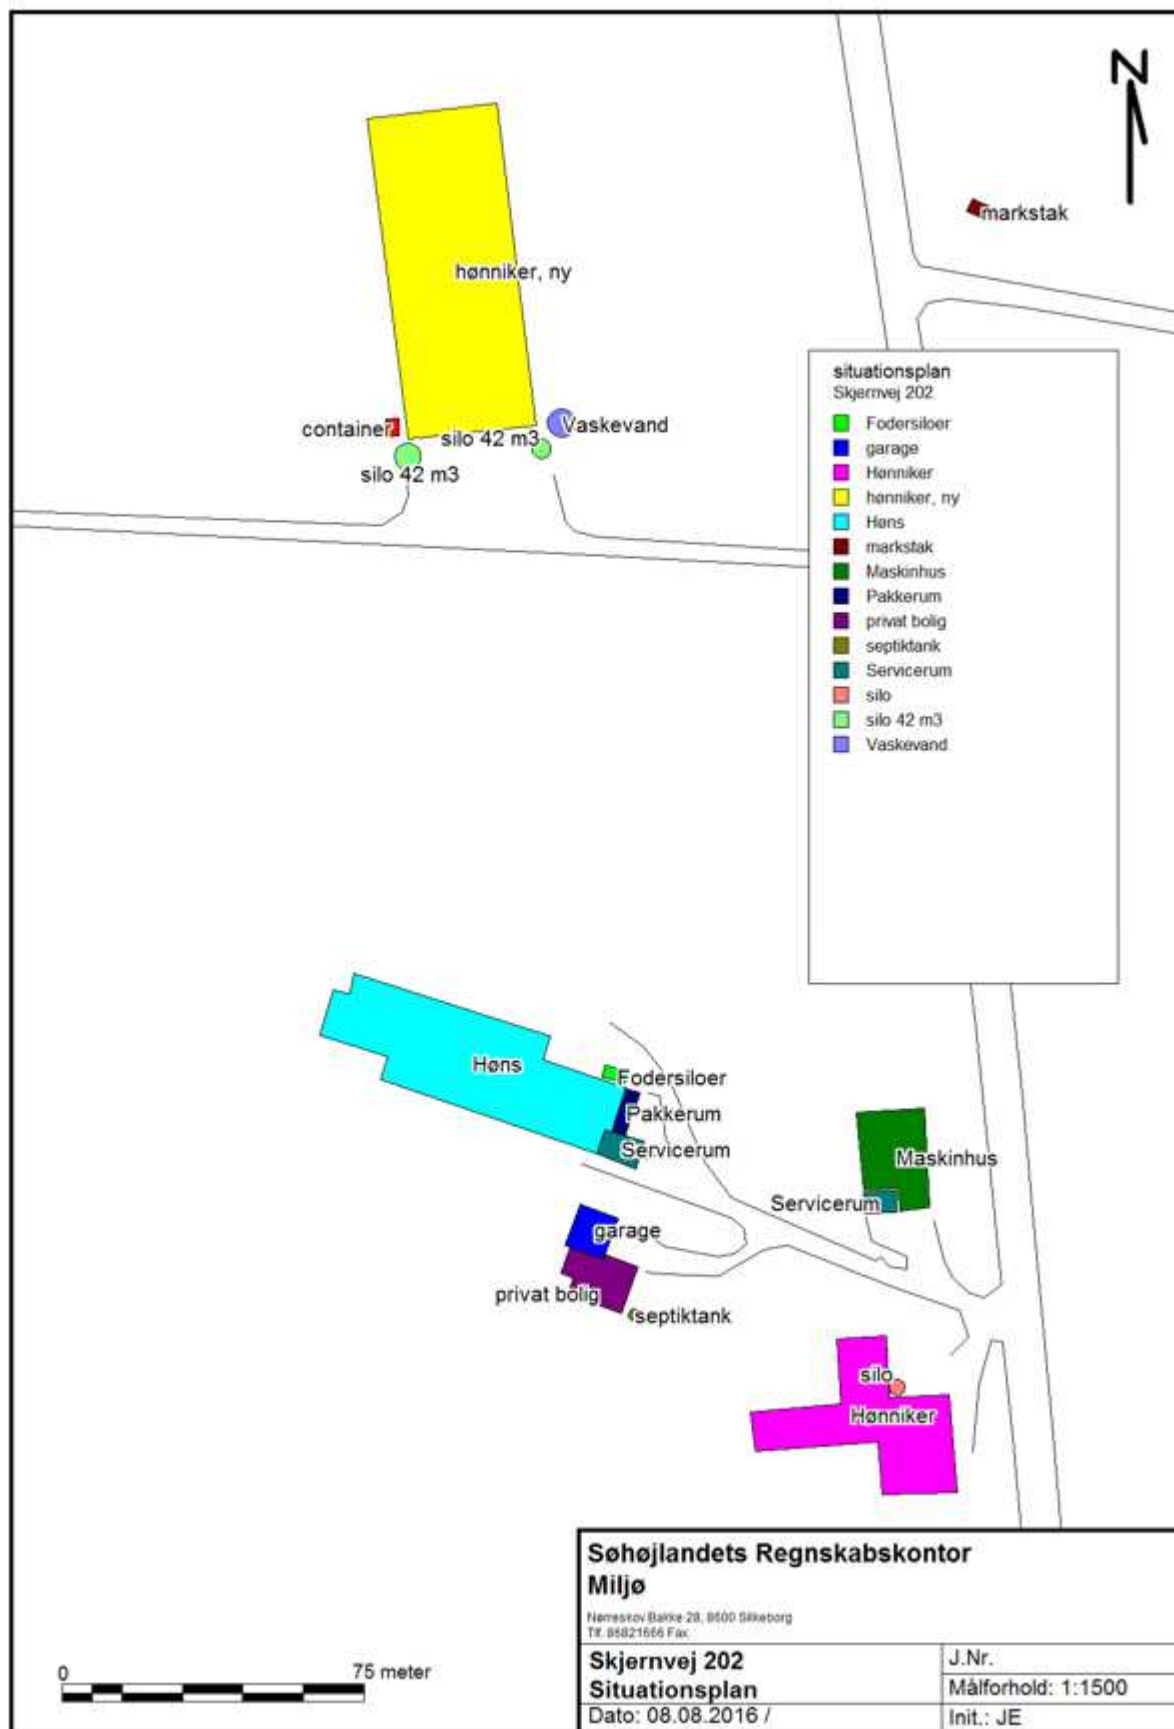 N
markstak
hønniker, ny
container
silo 42 m3
Vaskevand
silo 42 m3
situationsplan
Skjernvej 202
Fodersiloer
garage
Hønniker
hønniker, ny
Høns
markstak
Maskinhus
Pakkerum
privat bolig
septiktank
Servicerum
silo
silo 42 m3
Vaskevand
Høns
Fodersiloer
Pakkerum
Servicerum
Maskinhus
Servicerum
garage
privat bolig
septiktank
silo
Hønniker
0 75 meter
Søhøjlandets Regnskabskontor
Miljø
Nørreskov Bakke 28, 8600 Silkeborg
Tlf. 86821666 Fax:
Skjernvej 202
Situationsplan
Dato: 08.08.2016 /
J.Nr.
Målforhold: 1:1500
Init.: JE